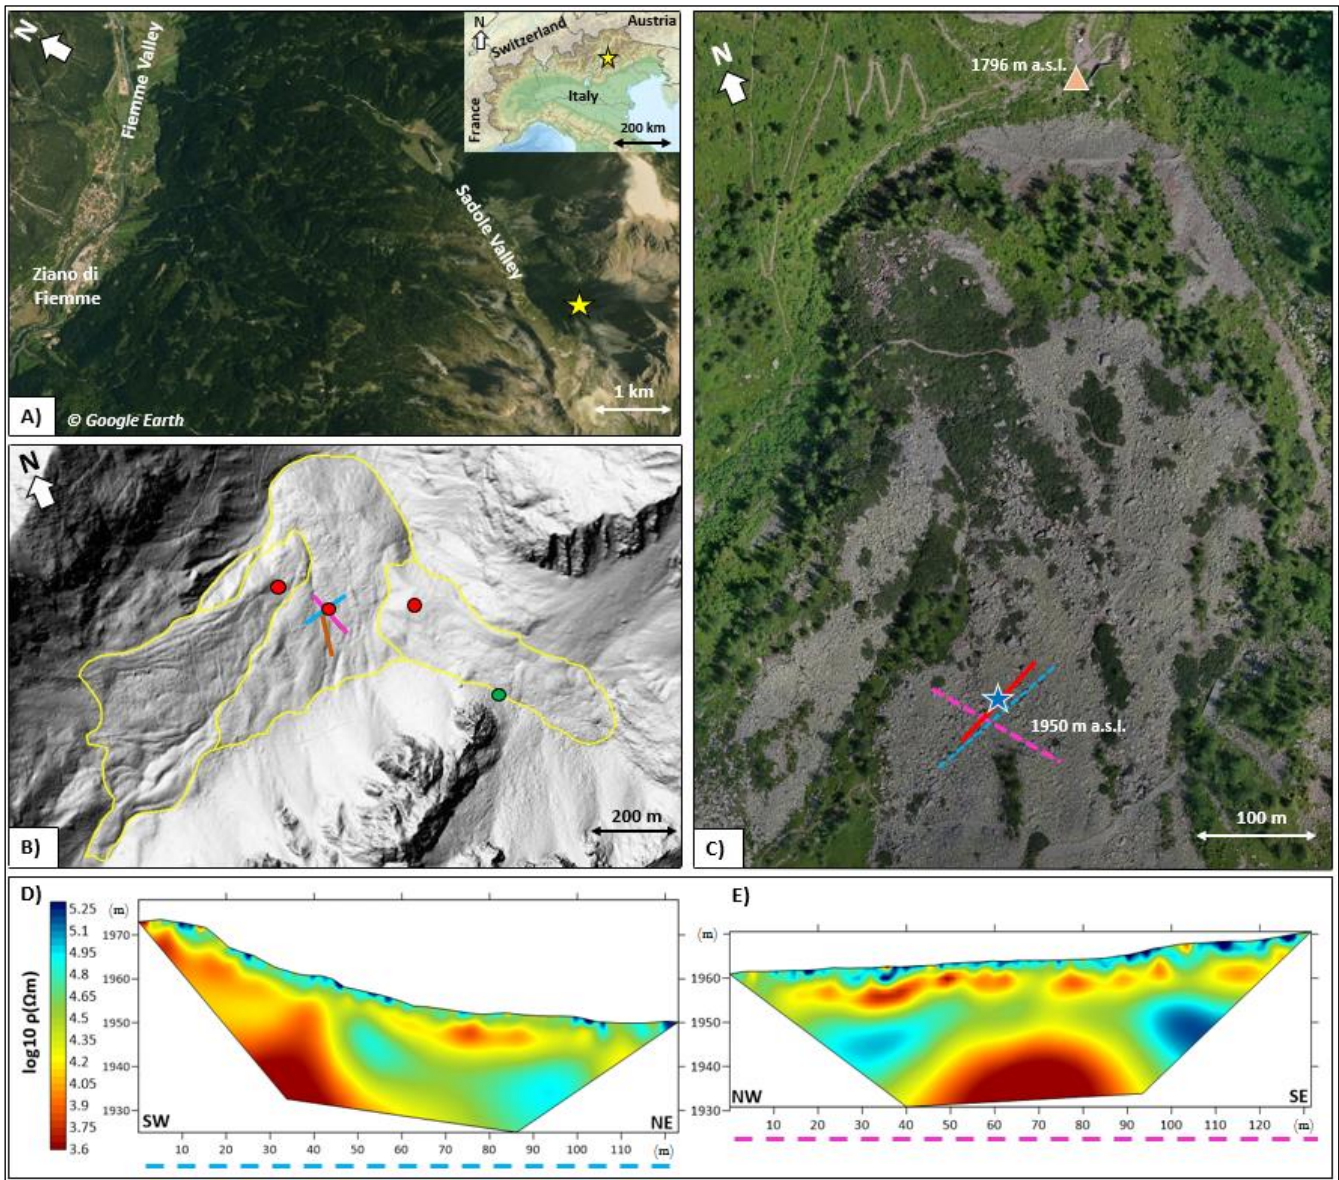 N
Fiemme Valley
Sadole Valley
Ziano di
Fiemme
1 km
A)
© Google Earth
N
Switzerland
Austria
France
Italy
200 km
N
200 m
B)
N
1796 m a.s.l.
1950 m a.s.l.
100 m
C)
D)
log10 ρ(Ωm)
5.25
5.1
4.95
4.8
4.65
4.5
4.35
4.2
4.05
3.9
3.75
3.6
(m)
1970
1960
1950
1940
1930
SW
NE
10 20 30 40 50 60 70 80 90 100 110 (m)
E)
(m)
1960
1950
1940
1930
NW
SE
10 20 30 40 50 60 70 80 90 100 110 120 (m)